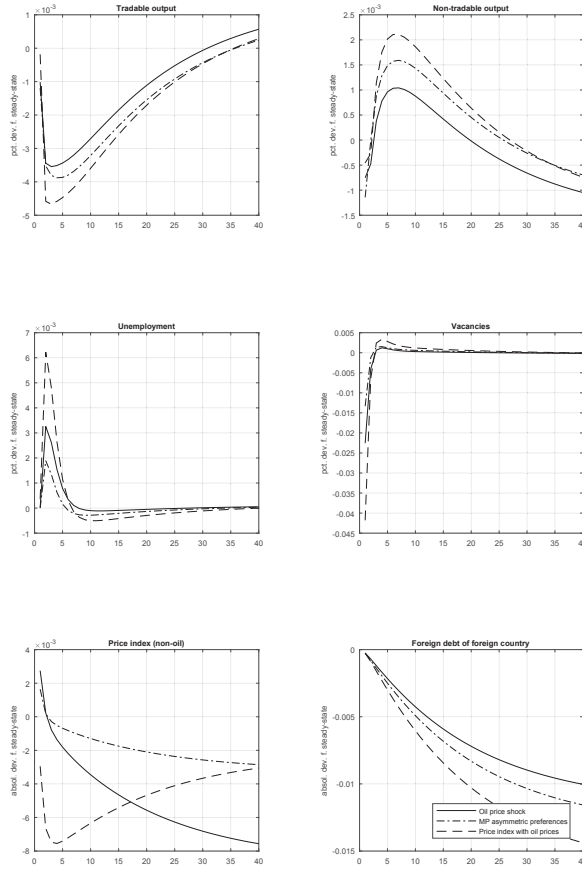 Tradable output
Non-tradable output
×10⁻³
×10⁻³
1
0
-1
-2
-3
-4
-5
pct. dev. f. steady-state
0 5 10 15 20 25 30 35 40
2.5
2
1.5
1
0.5
0
-0.5
-1
-1.5
pct. dev. f. steady-state
0 5 10 15 20 25 30 35 40
Unemployment
Vacancies
×10⁻³
7
6
5
4
3
2
1
0
-1
pct. dev. f. steady-state
0 5 10 15 20 25 30 35 40
0.005
0
-0.005
-0.01
-0.015
-0.02
-0.025
-0.03
-0.035
-0.04
-0.045
pct. dev. f. steady-state
0 5 10 15 20 25 30 35 40
Price index (non-oil)
Foreign debt of foreign country
×10⁻³
4
2
0
-2
-4
-6
-8
absol. dev. f. steady-state
0 5 10 15 20 25 30 35 40
0
-0.005
-0.01
-0.015
absol. dev. f. steady-state
0 5 10 15 20 25 30 35 40
Oil price shock
MP asymmetric preferences
Price index with oil prices